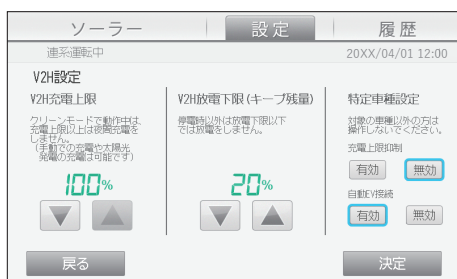 ソーラー
設定
履歴
連系運転中
20XX/04/01 12:00
V2H設定
V2H充電上限
クリーンモードで動作中は、
充電上限以上は夜間充電を
しません。
(手動での充電や太陽光
発電の充電は可能です)
100%
V2H放電下限(キープ残量)
停電時以外は放電下限以下
では放電をしません。
20%
特定車種設定
対象の車種以外の方は
操作しないでください。
充電上限抑制
有効 無効
自動EV接続
有効 無効
戻る
決定